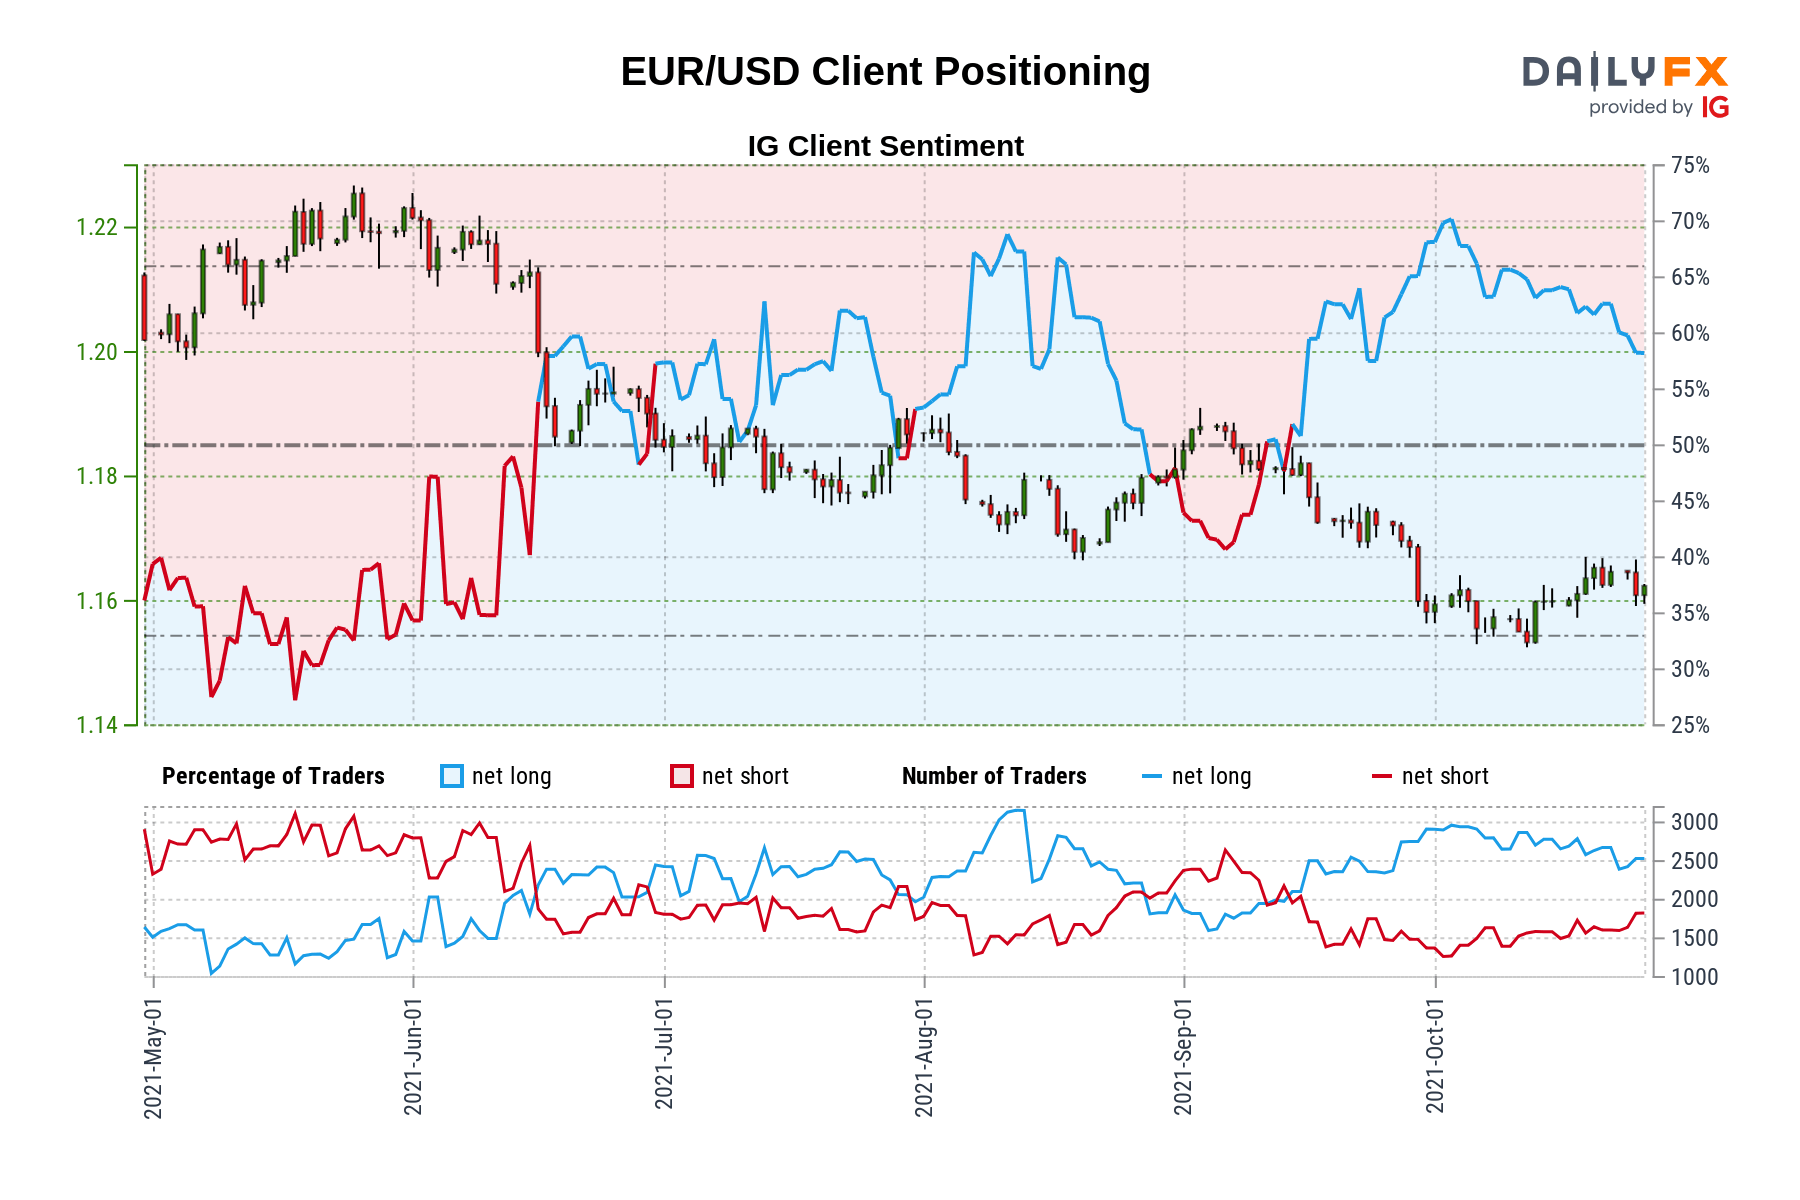 EUR/USD Client Positioning
DAILYFX
provided by IG
IG Client Sentiment
1.22
1.20
1.18
1.16
1.14
75%
70%
65%
60%
55%
50%
45%
40%
35%
30%
25%
Percentage of Traders net long net short Number of Traders net long net short
3000
2500
2000
1500
1000
2021-May-01
2021-Jun-01
2021-Jul-01
2021-Aug-01
2021-Sep-01
2021-Oct-01